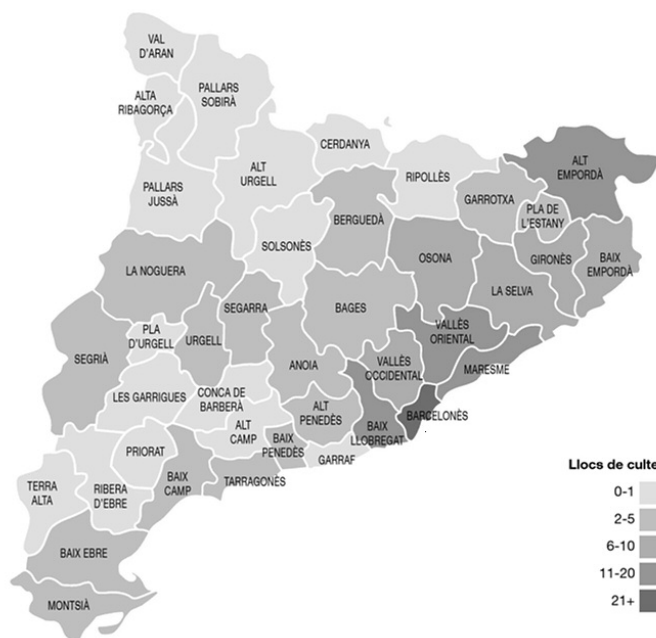 VAL
D'ARAN
PALLARS
SOBIRÀ
ALTA
RIBAGORÇA
CERDANYA
ALT
URGELL
RIPOLLÈS
ALT
EMPORDÀ
PALLARS
JUSSÀ
GARROTXA
PLA DE
L'ESTANY
BERGUEDÀ
SOLSONÈS
OSONA
GIRONÈS
BAIX
EMPORDÀ
LA NOGUERA
LA SELVA
SEGARRA
BAGES
VALLÈS
ORIENTAL
PLA
D'URGELL
URGELL
SEGRIÀ
ANOIA
VALLÈS
OCCIDENTAL
MARESME
LES GARRIGUES
CONCA DE
BARBERÀ
ALT
PENEDÈS
BARCELONÈS
ALT
CAMP
BAIX
LLOBREGAT
BAIX
PENEDÈS
PRIORAT
GARRAF
TERRA
ALTA
RIBERA
D'EBRE
BAIX
CAMP
TARRAGONÈS
BAIX EBRE
MONTSIÀ
Llocs de culte
0-1
2-5
6-10
11-20
21+